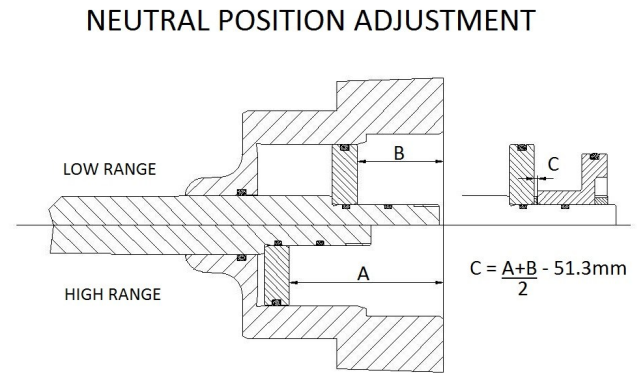 NEUTRAL POSITION ADJUSTMENT
LOW RANGE
B
C
A
HIGH RANGE
C = A+B - 51.3mm
2